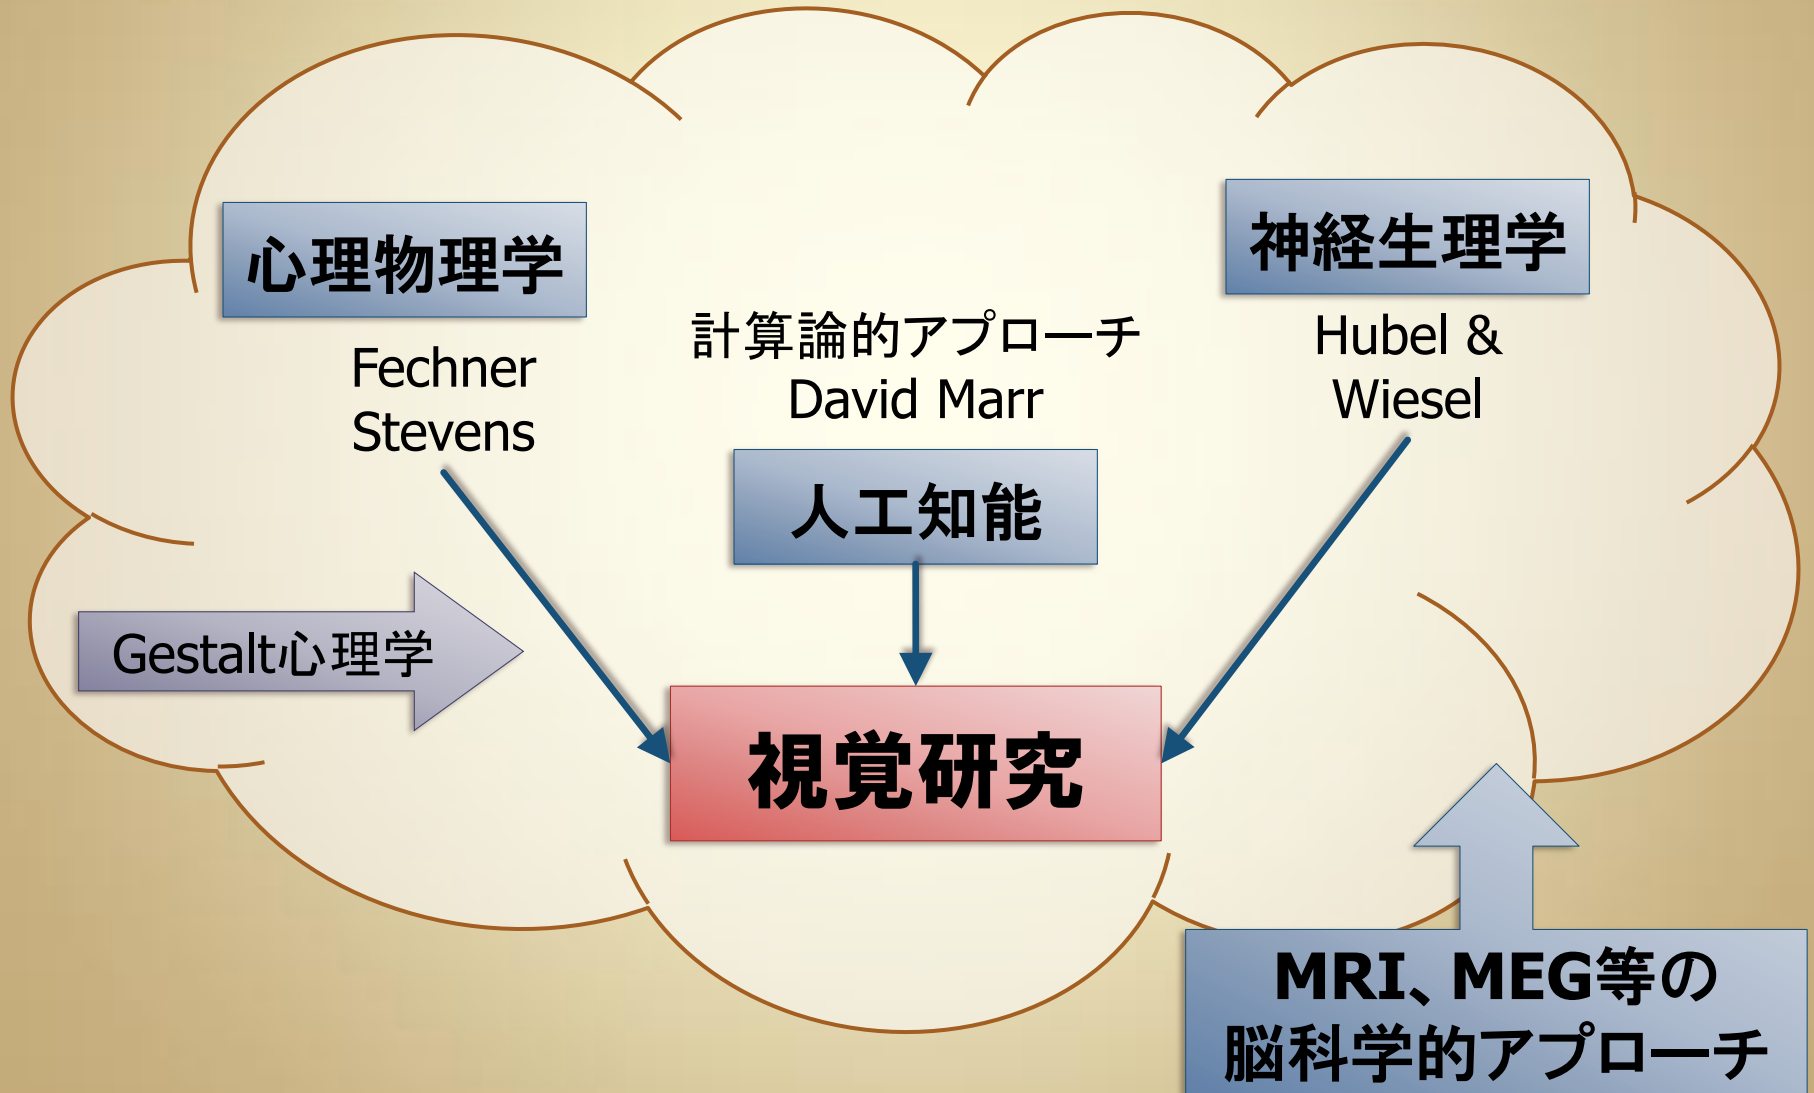 心理物理学
Fechner
Stevens
計算論的アプローチ
David Marr
人工知能
神経生理学
Hubel &
Wiesel
Gestalt心理学
視覚研究
MRI、MEG等の
脳科学的アプローチ